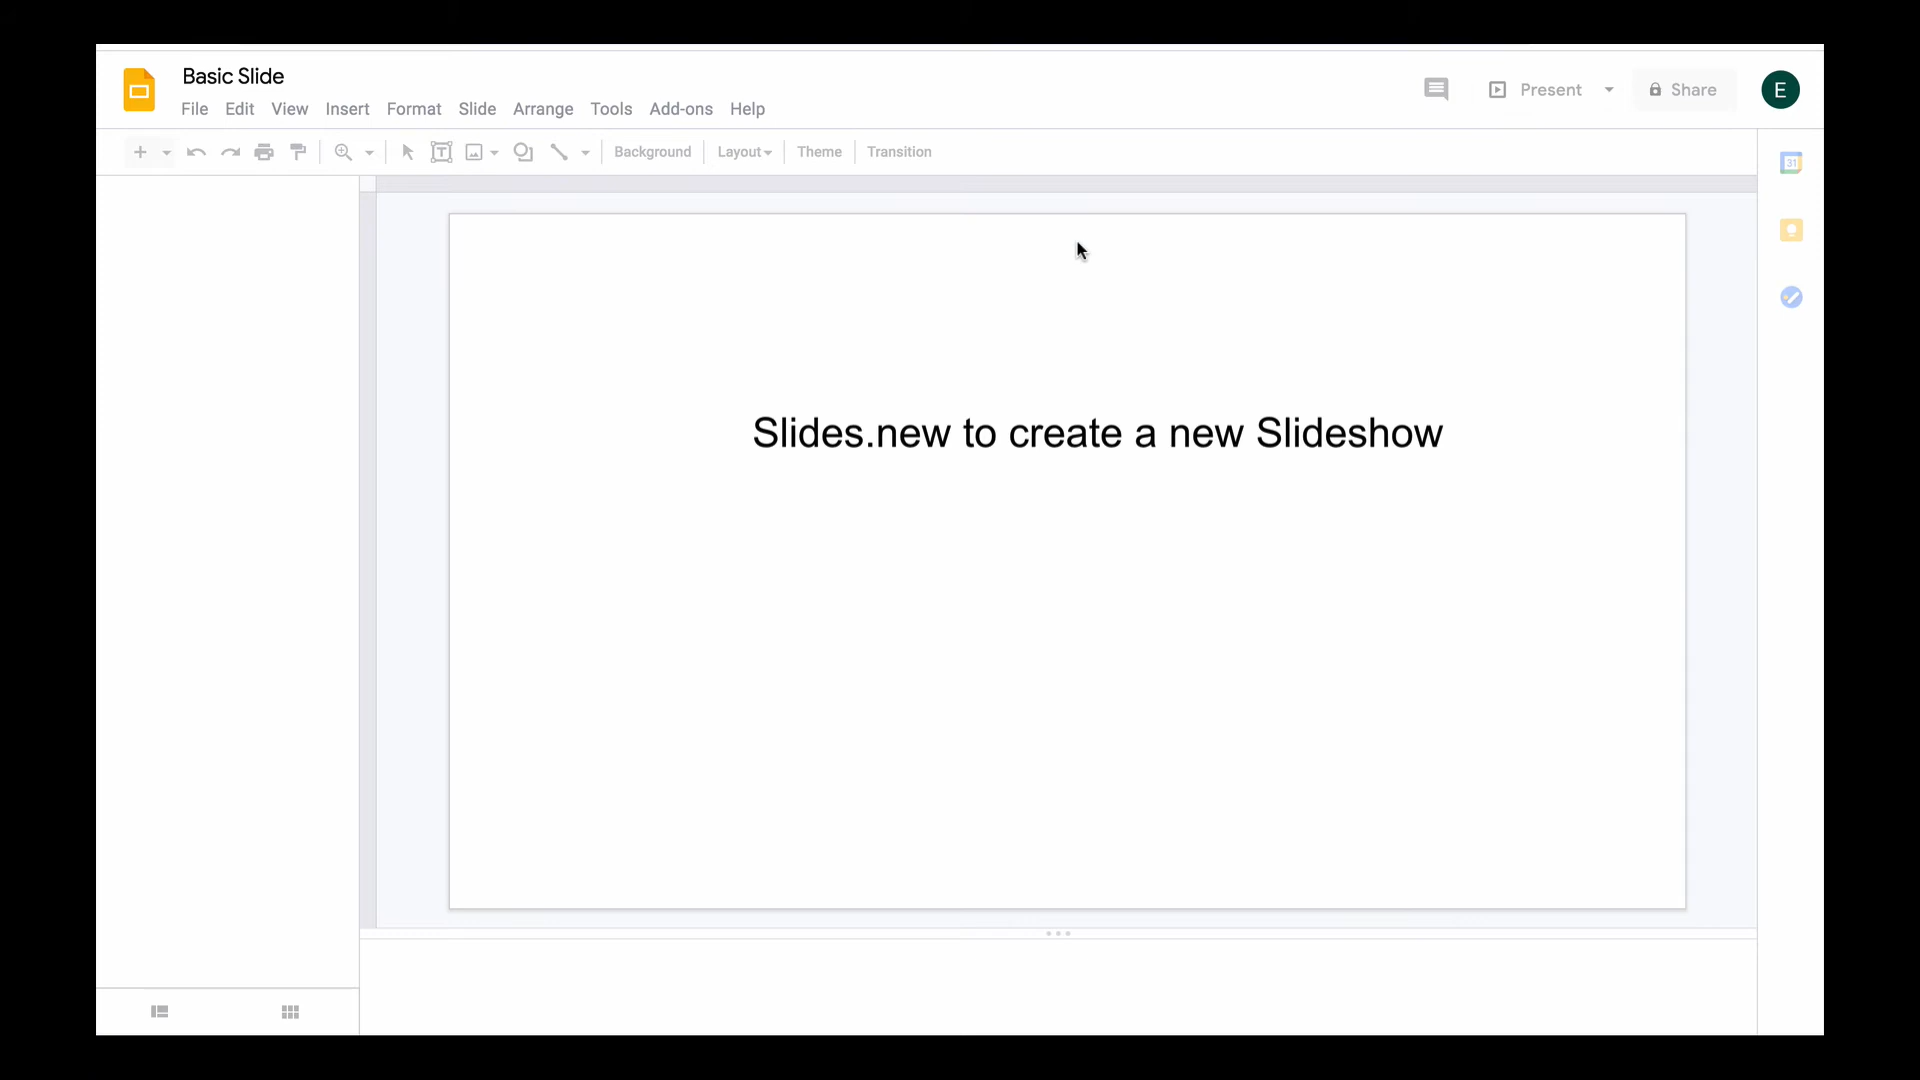 Basic Slide
File Edit View Insert Format Slide Arrange Tools Add-ons Help
Present Share E
Background Layout Theme Transition
31
Slides.new to create a new Slideshow